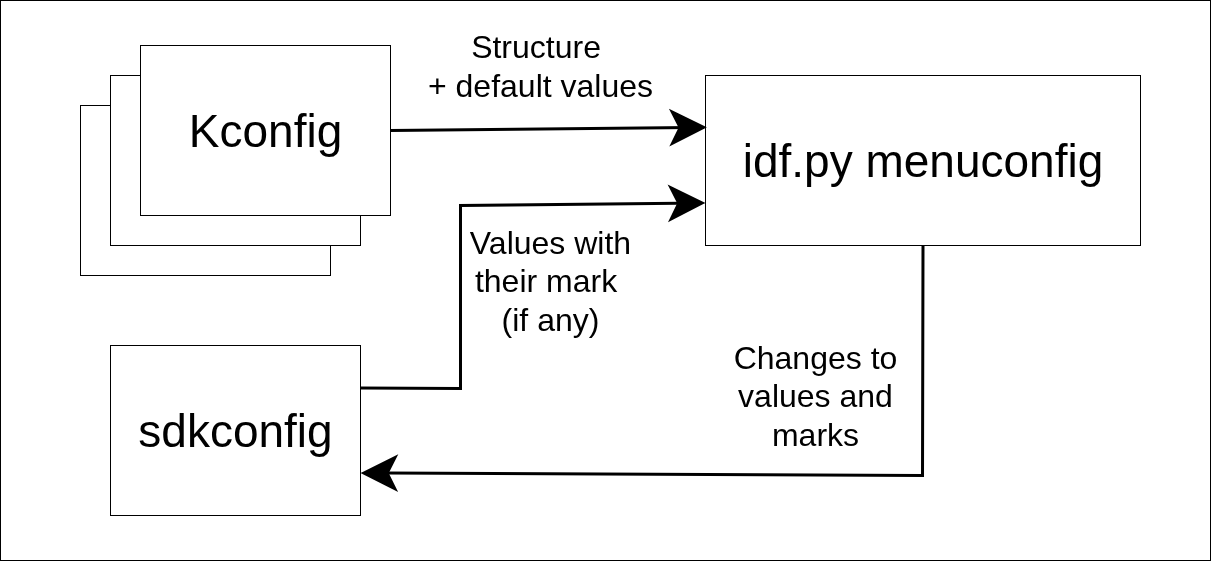 Structure
+ default values
Kconfig
idf.py menuconfig
Values with
their mark
(if any)
Changes to
values and
marks
sdkconfig